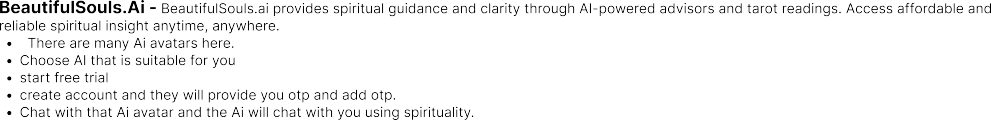 BeautifulSouls.Ai - BeautifulSouls.ai provides spiritual guidance and clarity through AI-powered advisors and tarot readings. Access affordable and
reliable spiritual insight anytime, anywhere.
• There are many Ai avatars here.
• Choose AI that is suitable for you
• start free trial
• create account and they will provide you otp and add otp.
• Chat with that Ai avatar and the Ai will chat with you using spirituality.